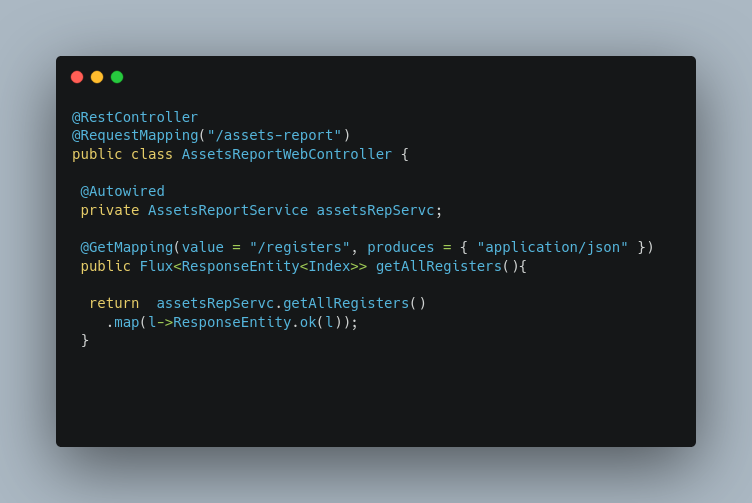 @RestController
@RequestMapping("/assets-report")
public class AssetsReportWebController {
@Autowired
private AssetsReportService assetsRepServc;
@GetMapping(value = "/registers", produces = { "application/json" })
public Flux<ResponseEntity<Index>> getAllRegisters(){
return  assetsRepServc.getAllRegisters()
.map(l->ResponseEntity.ok(l));
}